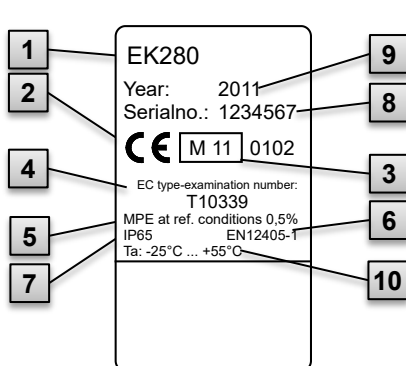 1
EK280
9
Year: 2011
2
Serialno.: 1234567
8
CE M 11 0102
3
4
EC type-examination number:
T10339
MPE at ref. conditions 0,5%
6
5
IP65 EN12405-1
Ta: -25°C ... +55°C
7
10